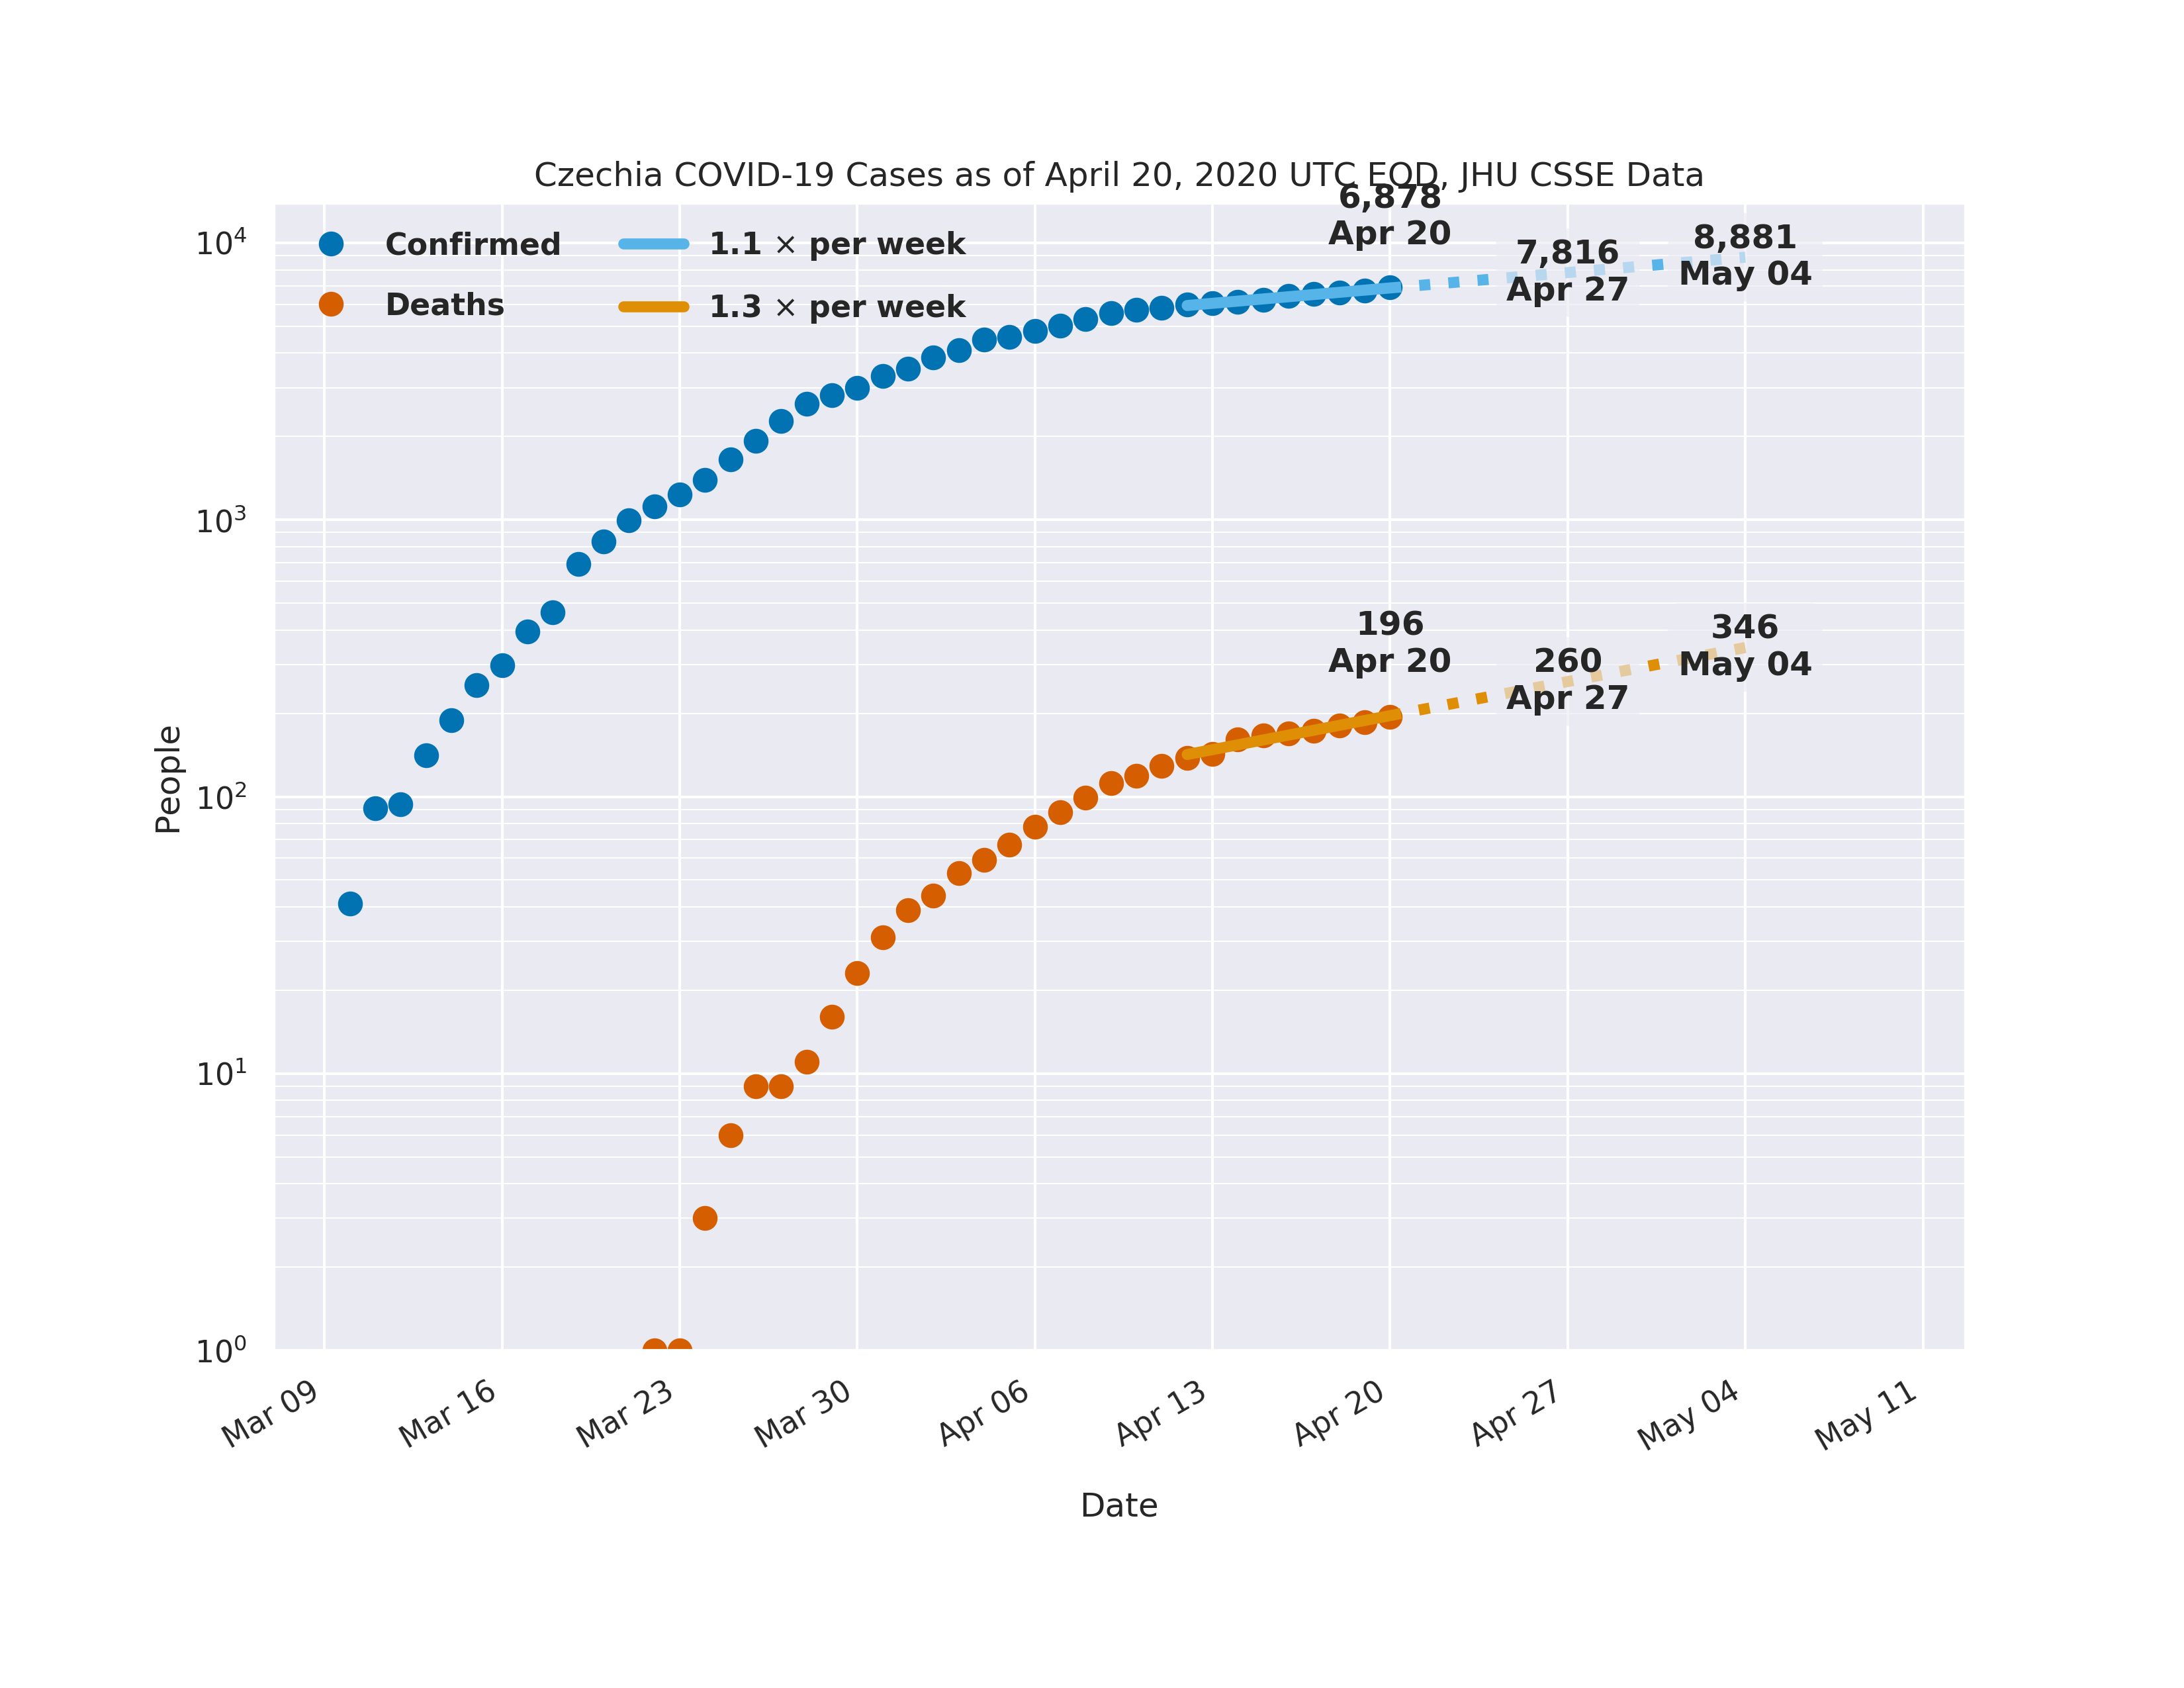 Czechia COVID-19 Cases as of April 20, 2020 UTC EOD, JHU CSSE Data
Confirmed
Deaths
1.1 × per week
1.3 × per week
6,878
Apr 20
7,816
Apr 27
8,881
May 04
196
Apr 20
260
Apr 27
346
May 04
People
10⁴
10³
10²
10¹
10⁰
Mar 09
Mar 16
Mar 23
Mar 30
Apr 06
Apr 13
Apr 20
Apr 27
May 04
May 11
Date